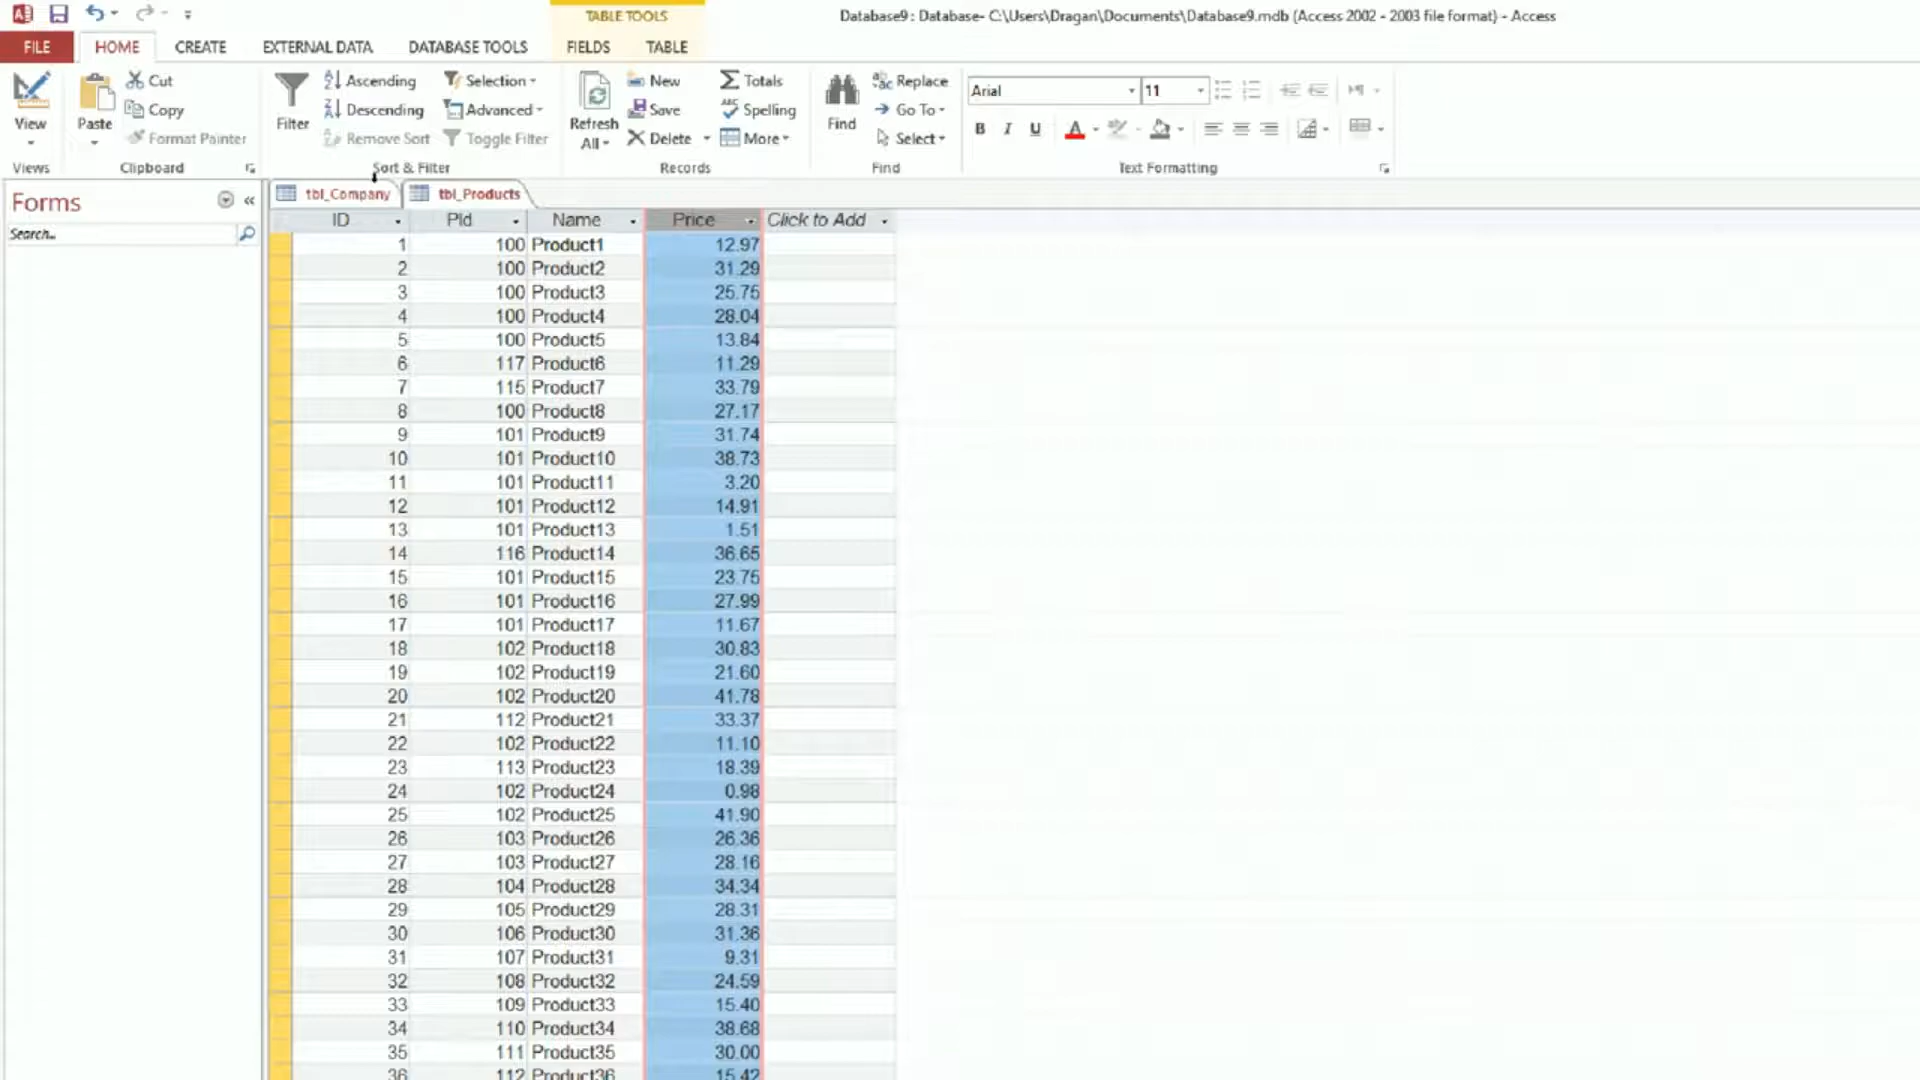 TABLE TOOLS
Database9 : Database- C:\Users\Dragan\Documents\Database9.mdb (Access 2002 - 2003 file format) - Access
FILE HOME CREATE EXTERNAL DATA DATABASE TOOLS FIELDS TABLE
View
Views
Paste
Cut
Copy
Format Painter
Clipboard
Filter
Ascending
Descending
Remove Sort
Selection
Advanced
Toggle Filter
Sort & Filter
Refresh
All
New
Save
Delete
Totals
Spelling
More
Records
Find
Replace
Go To
Select
Find
Arial 11
B I U A
Text Formatting
Forms
Search..
tbl_Company tbl_Products
ID PId Name Price Click to Add
1 100 Product1 12.97
2 100 Product2 31.29
3 100 Product3 25.75
4 100 Product4 28.04
5 100 Product5 13.84
6 117 Product6 11.29
7 115 Product7 33.79
8 100 Product8 27.17
9 101 Product9 31.74
10 101 Product10 38.73
11 101 Product11 3.20
12 101 Product12 14.91
13 101 Product13 1.51
14 116 Product14 36.65
15 101 Product15 23.75
16 101 Product16 27.99
17 101 Product17 11.67
18 102 Product18 30.83
19 102 Product19 21.60
20 102 Product20 41.78
21 112 Product21 33.37
22 102 Product22 11.10
23 113 Product23 18.39
24 102 Product24 0.98
25 102 Product25 41.90
26 103 Product26 26.36
27 103 Product27 28.16
28 104 Product28 34.34
29 105 Product29 28.31
30 106 Product30 31.36
31 107 Product31 9.31
32 108 Product32 24.59
33 109 Product33 15.40
34 110 Product34 38.68
35 111 Product35 30.00
36 112 Product36 15.42